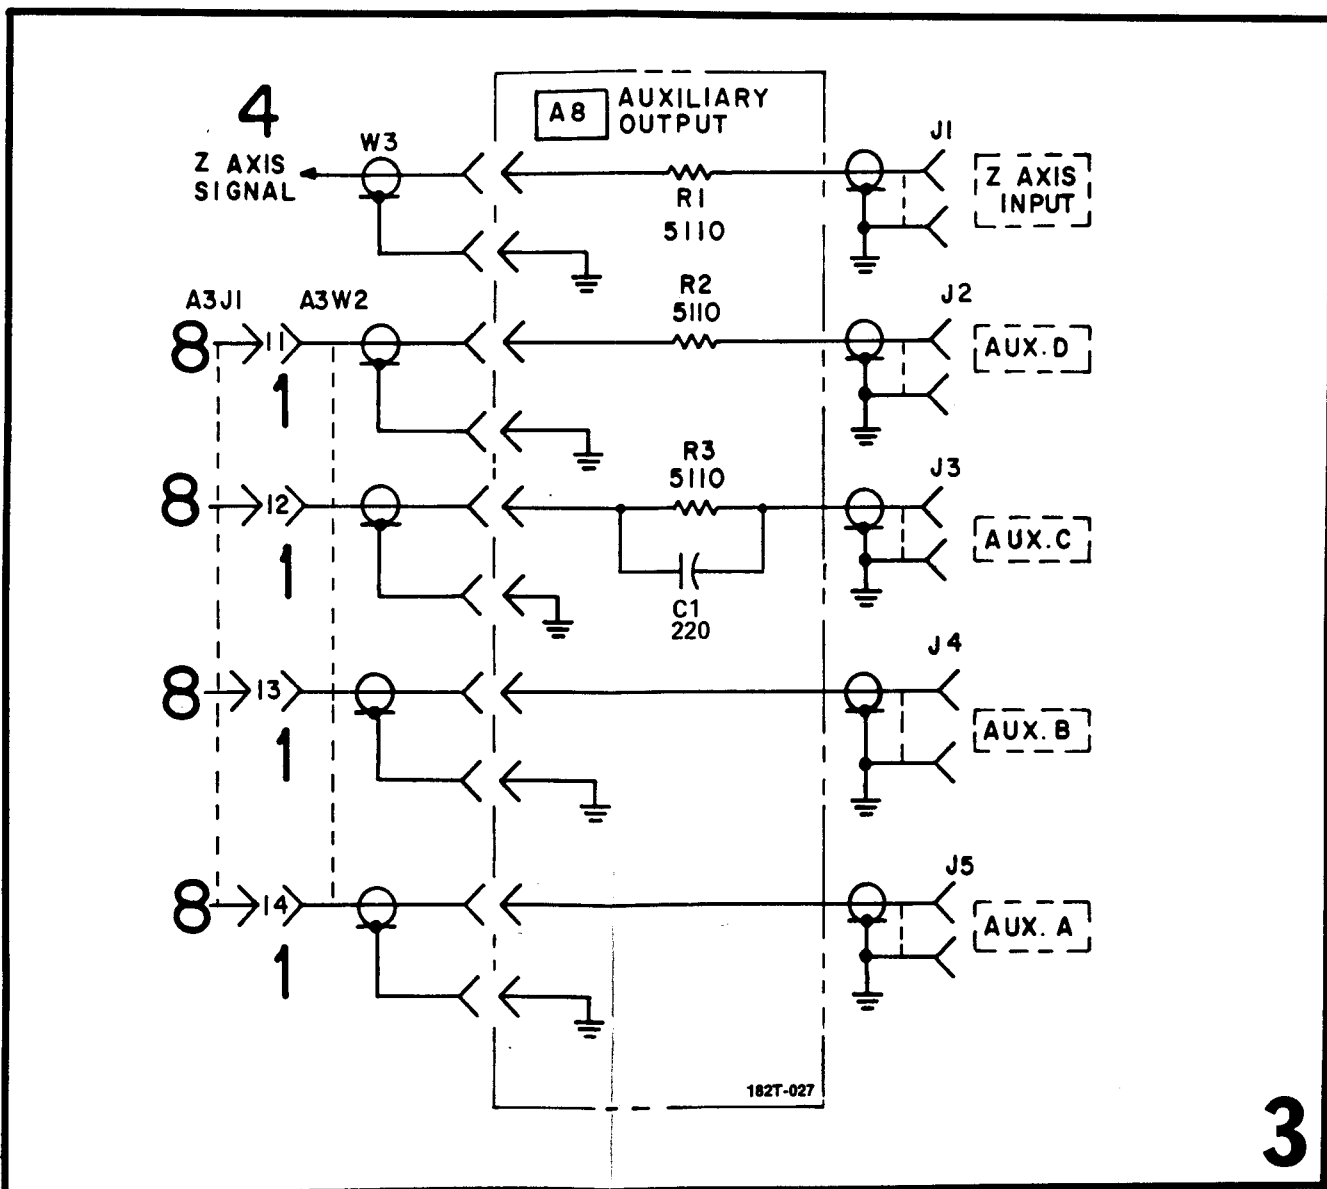 4
Z AXIS
SIGNAL
W3
A8
AUXILIARY
OUTPUT
J1
Z AXIS
INPUT
R1
5110
A3J1
A3W2
8
11
1
R2
5110
J2
AUX.D
8
12
1
R3
5110
C1
220
J3
AUX.C
8
13
1
J4
AUX. B
8
14
1
J5
AUX. A
182T-027
3